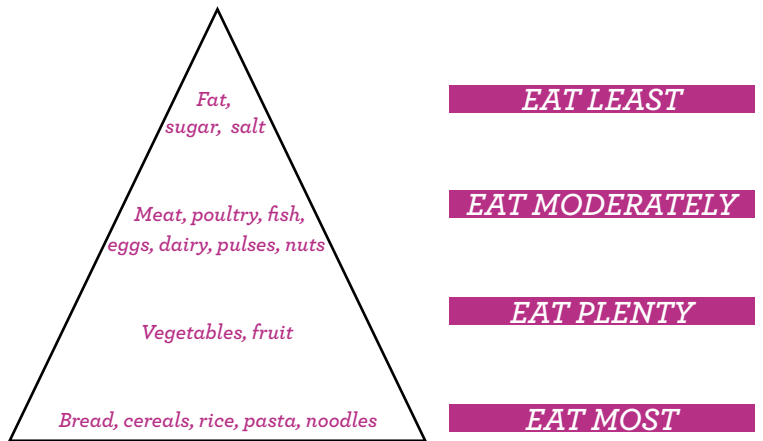 Fat,
sugar, salt
EAT LEAST
Meat, poultry, fish,
eggs, dairy, pulses, nuts
EAT MODERATELY
Vegetables, fruit
EAT PLENTY
Bread, cereals, rice, pasta, noodles
EAT MOST